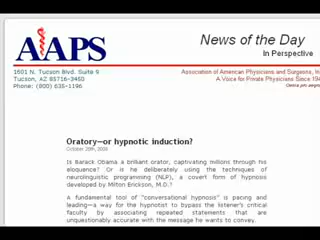 AAPS
News of the Day
In Perspective
1601 N. Tucson Blvd. Suite 9
Tucson, AZ 85716-3450
Phone: (800) 635-1196
Association of American Physicians and Surgeons, In
A Voice for Private Physicians Since 194
Omnia pro aegro
Oratory—or hypnotic induction?
October 25th, 2008
Is Barack Obama a brilliant orator, captivating millions through his
eloquence? Or is he deliberately using the techniques of
neurolinguistic programming (NLP), a covert form of hypnosis
developed by Milton Erickson, M.D.?
A fundamental tool of "conversational hypnosis" is pacing and
leading—a way for the hypnotist to bypass the listener's critical
faculty by associating repeated statements that are
unquestionably accurate with the message he wants to convey.